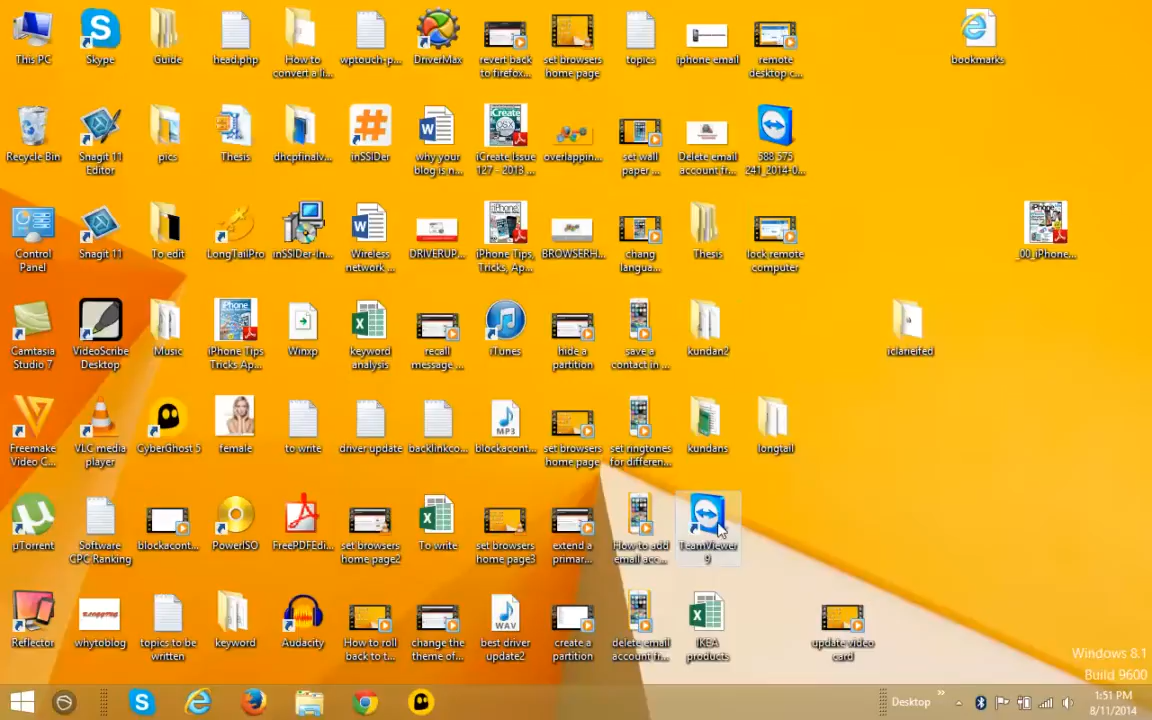 This PC
Skype
Guide
head.php
How to
convert a li...
wptouch-p...
DriverMax
revert back
to firefox...
set browsers
home page
topics
iphone email
remote
desktop c...
bookmarks
Recycle Bin
Snagit 11
Editor
pics
Thesis
dhcpfinalv...
inSSIDer
why your
blog is n...
iCreate Issue
127 - 2013 ...
overlappin...
set wall
paper ...
Delete email
account fr...
588 575
241_2014-0...
Control
Panel
Snagit 11
To edit
LongTailPro
inSSIDer-In...
Wireless
network ...
DRIVERUP...
iPhone Tips,
Tricks, Ap...
BROWSERH...
chang
langua...
Thesis
lock remote
computer
_00_iPhone...
Camtasia
Studio 7
VideoScribe
Desktop
Music
iPhone Tips
Tricks Ap...
Winxp
keyword
analysis
recall
message ...
iTunes
hide a
partition
save a
contact in ...
kundan2
iclarieifed
Freemake
Video C...
VLC media
player
CyberGhost 5
female
to write
driver update
backlinkco...
MP3
blockacont...
set browsers
home page
set ringtones
for differen...
kundans
longtail
µTorrent
Software
GPC Ranking
blockacont...
PowerISO
FreePDFEdi...
set browsers
home page2
To write
set browsers
home page3
extend a
primar...
How to add
email acc...
TeamViewer
9
Reflector
whytoblog
topics to be
written
keyword
Audacity
How to roll
back to t...
change the
theme of...
WAV
best driver
update2
create a
partition
delete email
account fr...
IKEA
products
update video
card
Windows 8.1
Build 9600
Desktop
1:51 PM
8/11/2014